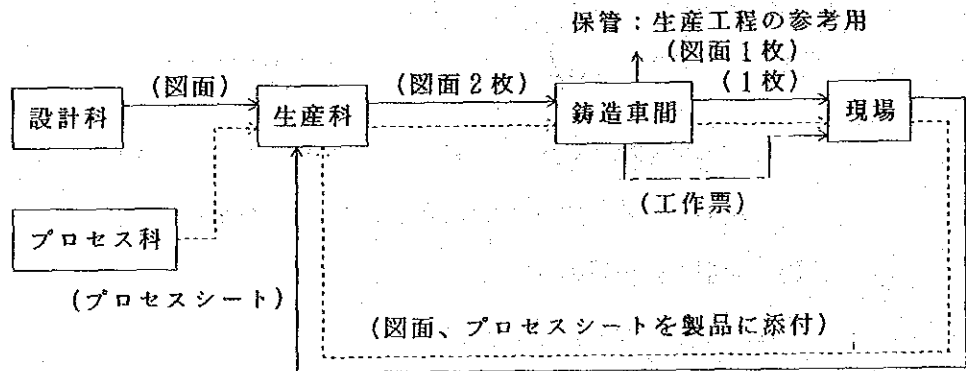 保管：生産工程の参考用
(図面1枚)
(図面)
(図面2枚)
(1枚)
設計科
生産科
鋳造車間
現場
(工作票)
プロセス科
(プロセスシート)
(図面、プロセスシートを製品に添付)